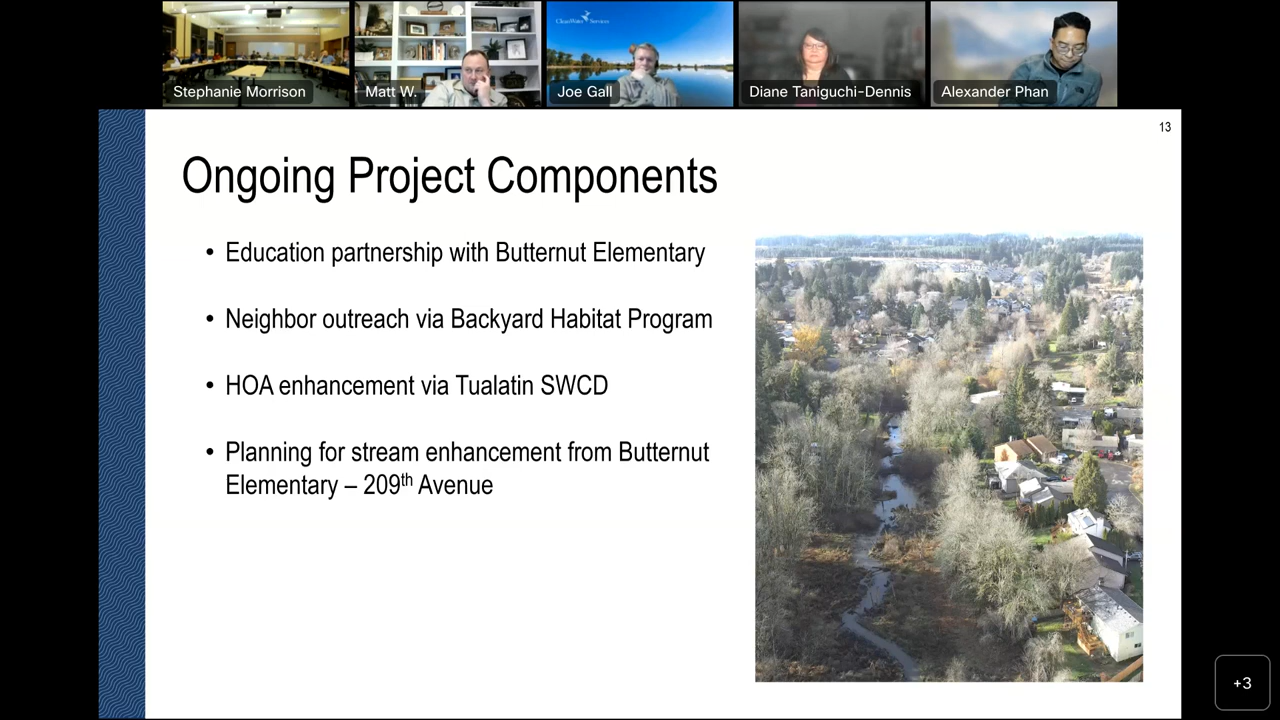 CleanWater Services
Stephanie Morrison
Matt W.
Joe Gall
Diane Taniguchi-Dennis
Alexander Phan
13
Ongoing Project Components
• Education partnership with Butternut Elementary
• Neighbor outreach via Backyard Habitat Program
• HOA enhancement via Tualatin SWCD
• Planning for stream enhancement from Butternut
Elementary – 209th Avenue
+3